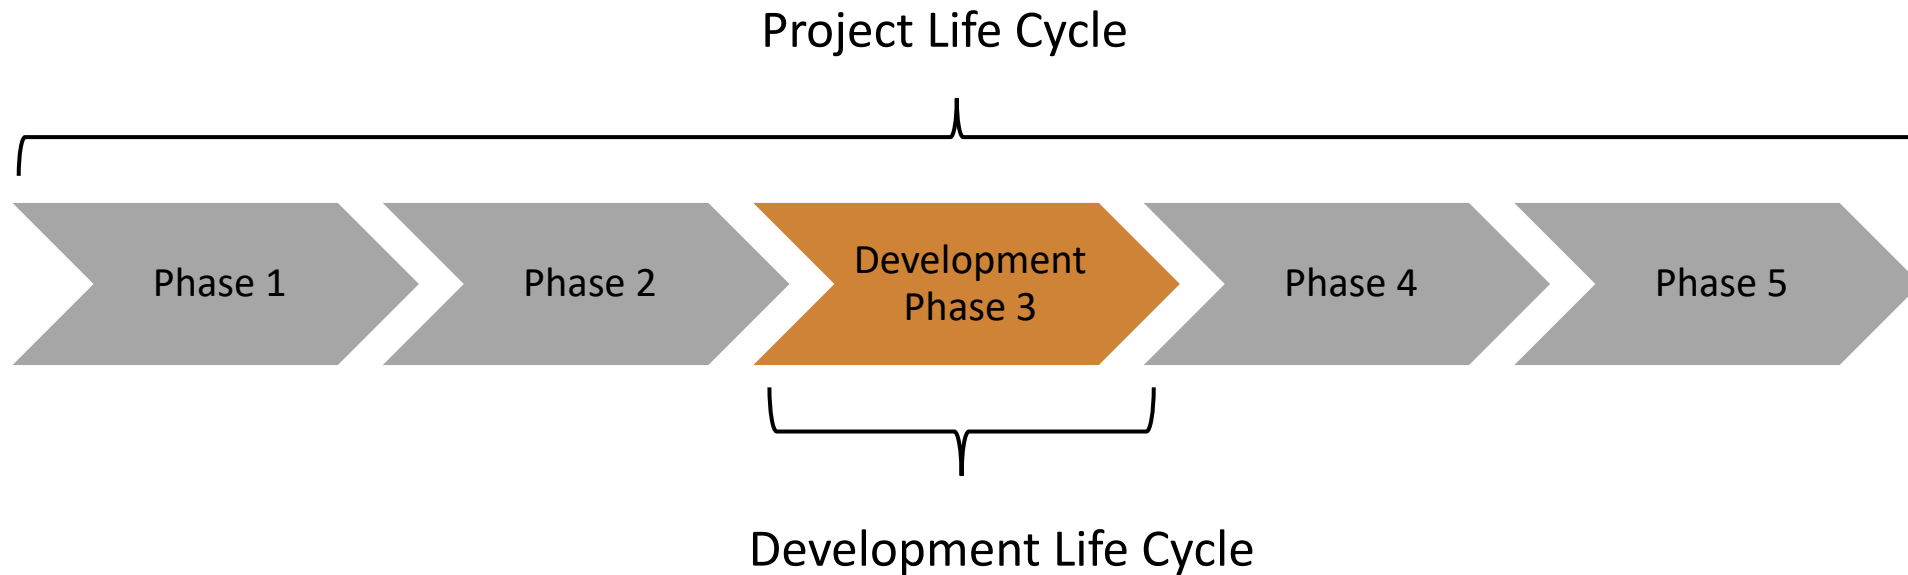 Project Life Cycle
Phase 1
Phase 2
Development
Phase 3
Phase 4
Phase 5
Development Life Cycle